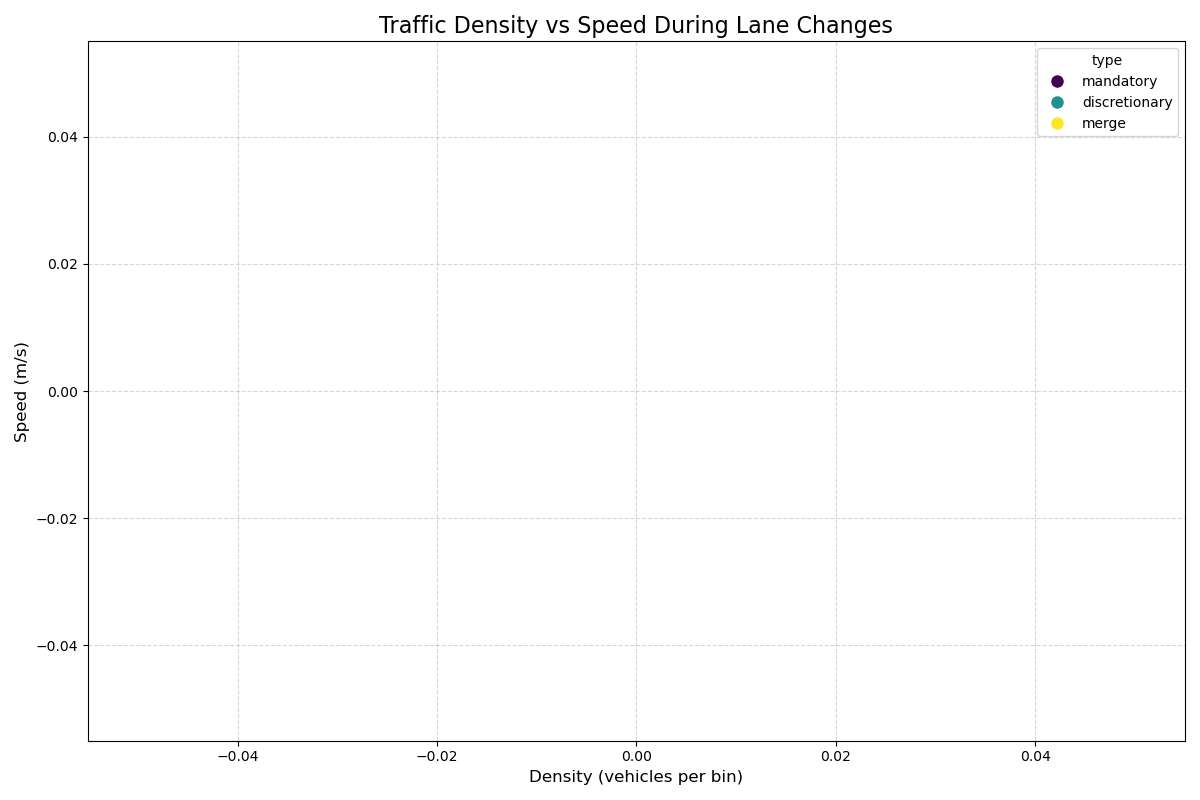 Traffic Density vs Speed During Lane Changes
type
mandatory
discretionary
merge
Speed (m/s)
0.04
0.02
0.00
−0.02
−0.04
−0.04
−0.02
0.00
0.02
0.04
Density (vehicles per bin)